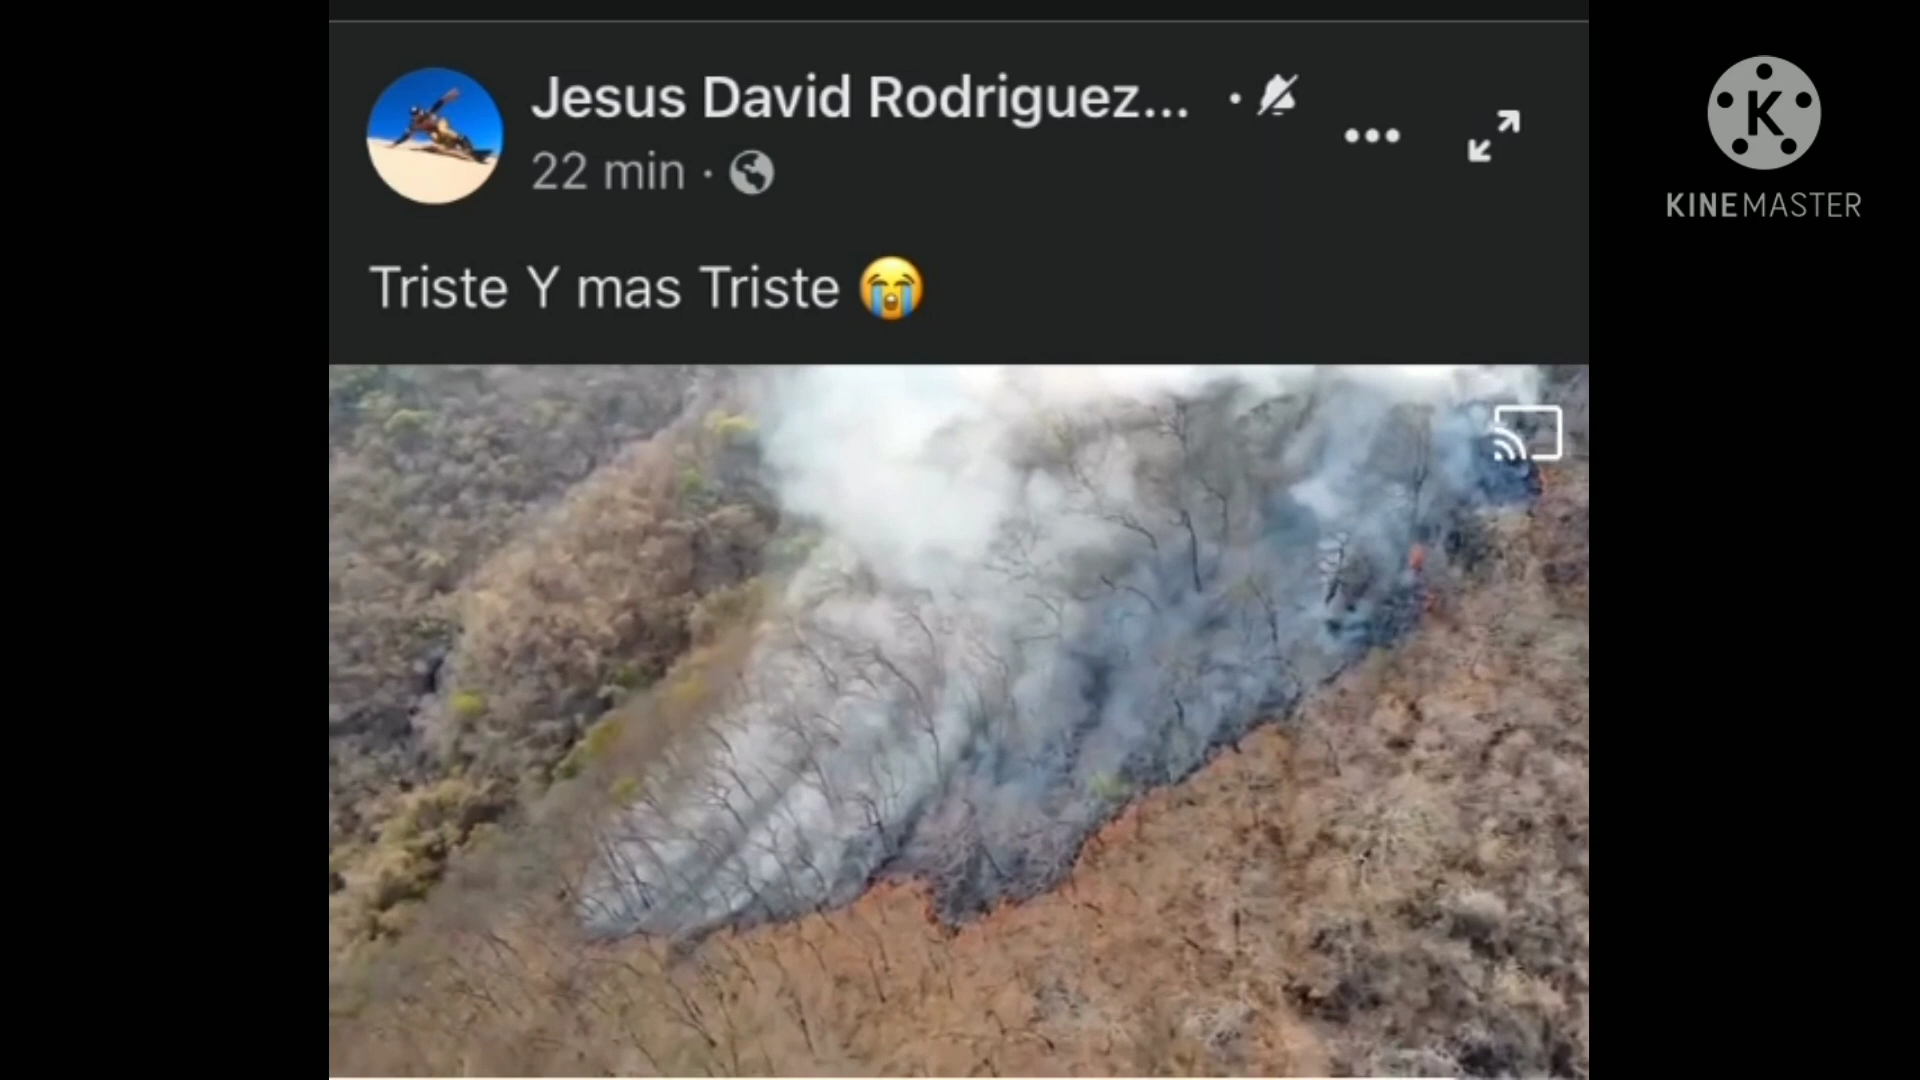 Jesus David Rodriguez...
22 min
Triste Y mas Triste 😭
KINEMASTER